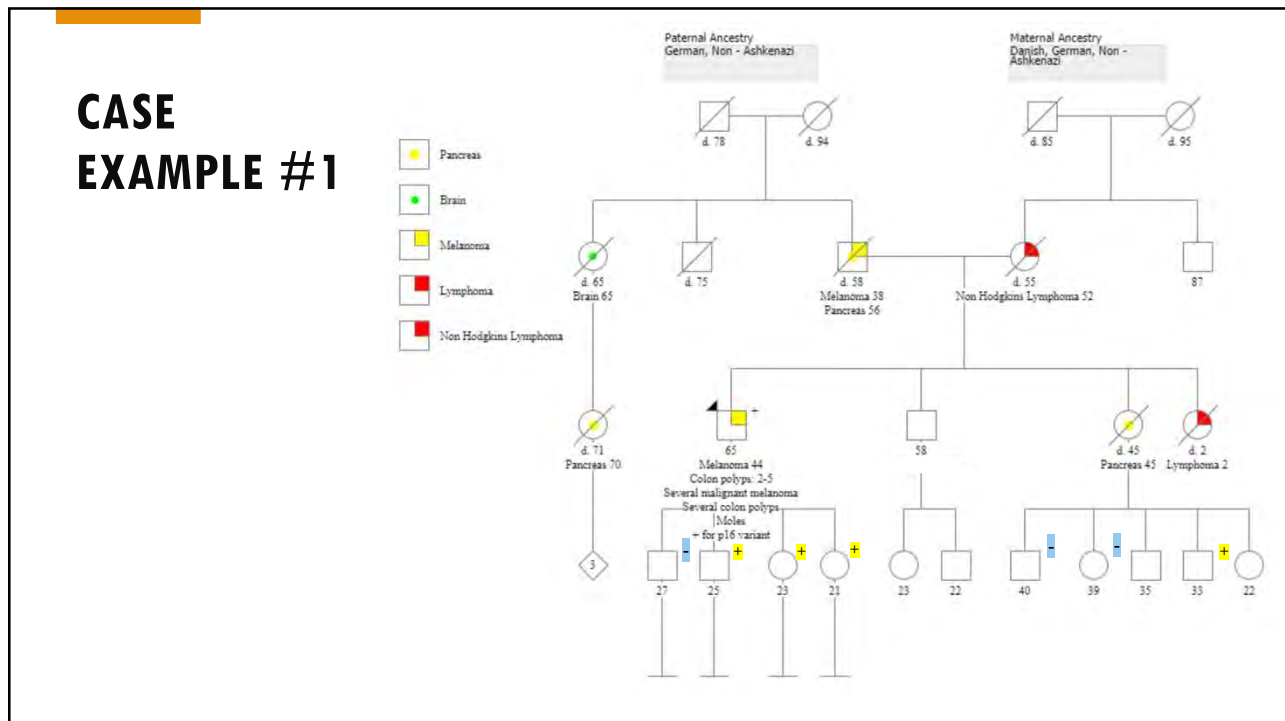 CASE
EXAMPLE #1
Paternal Ancestry
German, Non - Ashkenazi
Maternal Ancestry
Danish, German, Non -
Ashkenazi
Pancreas
Brain
Melanoma
Lymphoma
Non Hodgkins Lymphoma
d. 78
d. 94
d. 85
d. 95
d. 65
Brain 65
d. 75
d. 58
Melanoma 38
Pancreas 56
d. 55
Non Hodgkins Lymphoma 52
87
d. 71
Pancreas 70
+
65
Melanoma 44
Colon polyps: 2-5
Several malignant melanoma
Several colon polyps
Moles
+ for p16 variant
58
d. 45
Pancreas 45
d. 2
Lymphoma 2
3
-
27
+
25
+
23
+
21
23
22
-
40
-
39
35
+
33
22